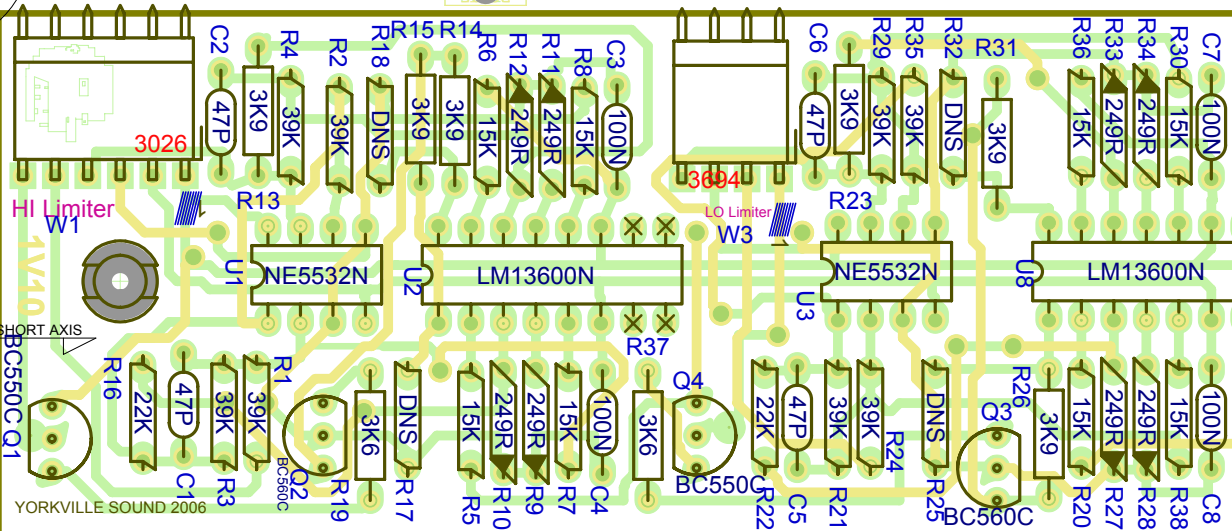 C2
R4
R2
R18
R15
R14
R6
R12
R11
R8
C3
C6
R29
R35
R32
R31
R36
R33
R34
R30
C7
47P
3K9
39K
39K
DNS
3K9
3K9
15K
249R
249R
15K
100N
47P
3K9
39K
39K
DNS
3K9
15K
249R
249R
15K
100N
3026
3694
HI Limiter
W1
1
R13
LO Limiter
W3
1
R23
1V10
U1
NE5532N
U2
LM13600N
U3
NE5532N
U8
LM13600N
SHORT AXIS
R37
BC550C
Q1
R16
22K
47P
C1
39K
R3
39K
R1
BC560C
Q2
3K6
R19
DNS
R17
15K
R5
249R
R10
249R
R9
15K
R7
100N
C4
3K6
Q4
BC550C
22K
R22
47P
C5
39K
R21
39K
R24
DNS
R25
Q3
BC560C
R26
3K9
15K
R20
249R
R27
249R
R28
15K
R38
100N
C8
YORKVILLE SOUND 2006